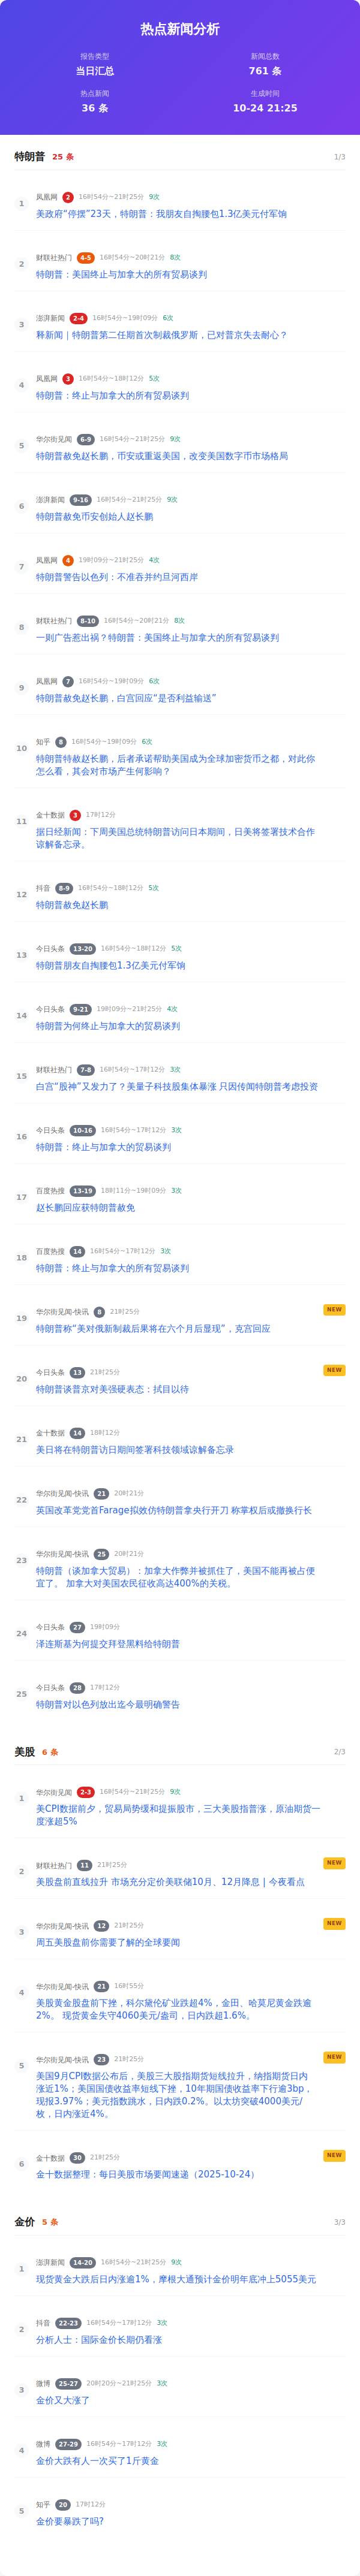 热点新闻分析
报告类型
当日汇总
新闻总数
761 条
热点新闻
36 条
生成时间
10-24 21:25
特朗普 25 条 1/3
1
凤凰网 2 16时54分~21时25分 9次
美政府“停摆”23天，特朗普：我朋友自掏腰包1.3亿美元付军饷
2
财联社热门 4-5 16时54分~20时21分 8次
特朗普：美国终止与加拿大的所有贸易谈判
3
澎湃新闻 2-4 16时54分~19时09分 6次
释新闻｜特朗普第二任期首次制裁俄罗斯，已对普京失去耐心？
4
凤凰网 3 16时54分~18时12分 5次
特朗普：终止与加拿大的所有贸易谈判
5
华尔街见闻 6-9 16时54分~21时25分 9次
特朗普赦免赵长鹏，币安或重返美国，改变美国数字币市场格局
6
澎湃新闻 9-16 16时54分~21时25分 9次
特朗普赦免币安创始人赵长鹏
7
凤凰网 4 19时09分~21时25分 4次
特朗普警告以色列：不准吞并约旦河西岸
8
财联社热门 8-10 16时54分~20时21分 8次
一则广告惹出祸？特朗普：美国终止与加拿大的所有贸易谈判
9
凤凰网 7 16时54分~19时09分 6次
特朗普赦免赵长鹏，白宫回应“是否利益输送”
10
知乎 8 16时54分~19时09分 6次
特朗普特赦赵长鹏，后者承诺帮助美国成为全球加密货币之都，对此你
怎么看，其会对市场产生何影响？
11
金十数据 3 17时12分
据日经新闻：下周美国总统特朗普访问日本期间，日美将签署技术合作
谅解备忘录。
12
抖音 8-9 16时54分~18时12分 5次
特朗普赦免赵长鹏
13
今日头条 13-20 16时54分~18时12分 5次
特朗普朋友自掏腰包1.3亿美元付军饷
14
今日头条 9-21 19时09分~21时25分 4次
特朗普为何终止与加拿大的贸易谈判
15
财联社热门 7-8 16时54分~17时12分 3次
白宫“股神”又发力了？美量子科技股集体暴涨 只因传闻特朗普考虑投资
16
今日头条 10-16 16时54分~17时12分 3次
特朗普：终止与加拿大的贸易谈判
17
百度热搜 13-19 18时11分~19时09分 3次
赵长鹏回应获特朗普赦免
18
百度热搜 14 16时54分~17时12分 3次
特朗普：终止与加拿大的所有贸易谈判
19
华尔街见闻-快讯 8 21时25分 NEW
特朗普称“美对俄新制裁后果将在六个月后显现”，克宫回应
20
今日头条 13 21时25分 NEW
特朗普谈普京对美强硬表态：拭目以待
21
金十数据 14 18时12分
美日将在特朗普访日期间签署科技领域谅解备忘录
22
华尔街见闻-快讯 21 20时21分
英国改革党党首Farage拟效仿特朗普拿央行开刀 称掌权后或撤换行长
23
华尔街见闻-快讯 25 20时21分
特朗普（谈加拿大贸易）：加拿大作弊并被抓住了，美国不能再被占便
宜了。 加拿大对美国农民征收高达400%的关税。
24
今日头条 27 19时09分
泽连斯基为何提交拜登黑料给特朗普
25
今日头条 28 17时12分
特朗普对以色列放出迄今最明确警告
美股 6 条 2/3
1
华尔街见闻 2-3 16时54分~21时25分 9次
美CPI数据前夕，贸易局势缓和提振股市，三大美股指普涨，原油期货一
度涨超5%
2
财联社热门 11 21时25分 NEW
美股盘前直线拉升 市场充分定价美联储10月、12月降息 | 今夜看点
3
华尔街见闻-快讯 12 21时25分 NEW
周五美股盘前你需要了解的全球要闻
4
华尔街见闻-快讯 21 16时55分
美股黄金股盘前下挫，科尔黛伦矿业跌超4%，金田、哈莫尼黄金跌逾
2%。 现货黄金失守4060美元/盎司，日内跌超1.6%。
5
华尔街见闻-快讯 23 21时25分 NEW
美国9月CPI数据公布后，美股三大股指期货短线拉升，纳指期货日内
涨近1%；美国国债收益率短线下挫，10年期国债收益率下行逾3bp，
现报3.97%；美元指数跳水，日内跌0.2%。以太坊突破4000美元/
枚，日内涨近4%。
6
金十数据 30 21时25分 NEW
金十数据整理：每日美股市场要闻速递（2025-10-24）
金价 5 条 3/3
1
澎湃新闻 14-20 16时54分~21时25分 9次
现货黄金大跌后日内涨逾1%，摩根大通预计金价明年底冲上5055美元
2
抖音 22-23 16时54分~17时12分 3次
分析人士：国际金价长期仍看涨
3
微博 25-27 20时20分~21时25分 3次
金价又大涨了
4
微博 27-29 16时54分~17时12分 3次
金价大跌有人一次买了1斤黄金
5
知乎 20 17时12分
金价要暴跌了吗?